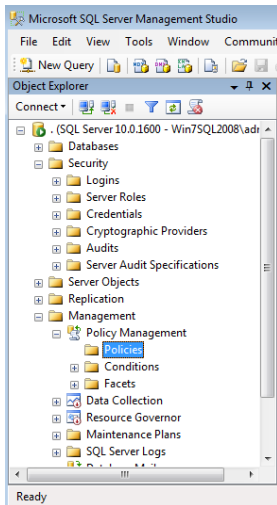 Microsoft SQL Server Management Studio
File Edit View Tools Window Communit
New Query
Object Explorer
Connect
. (SQL Server 10.0.1600 - Win7SQL2008\adr
Databases
Security
Logins
Server Roles
Credentials
Cryptographic Providers
Audits
Server Audit Specifications
Server Objects
Replication
Management
Policy Management
Policies
Conditions
Facets
Data Collection
Resource Governor
Maintenance Plans
SQL Server Logs
Ready